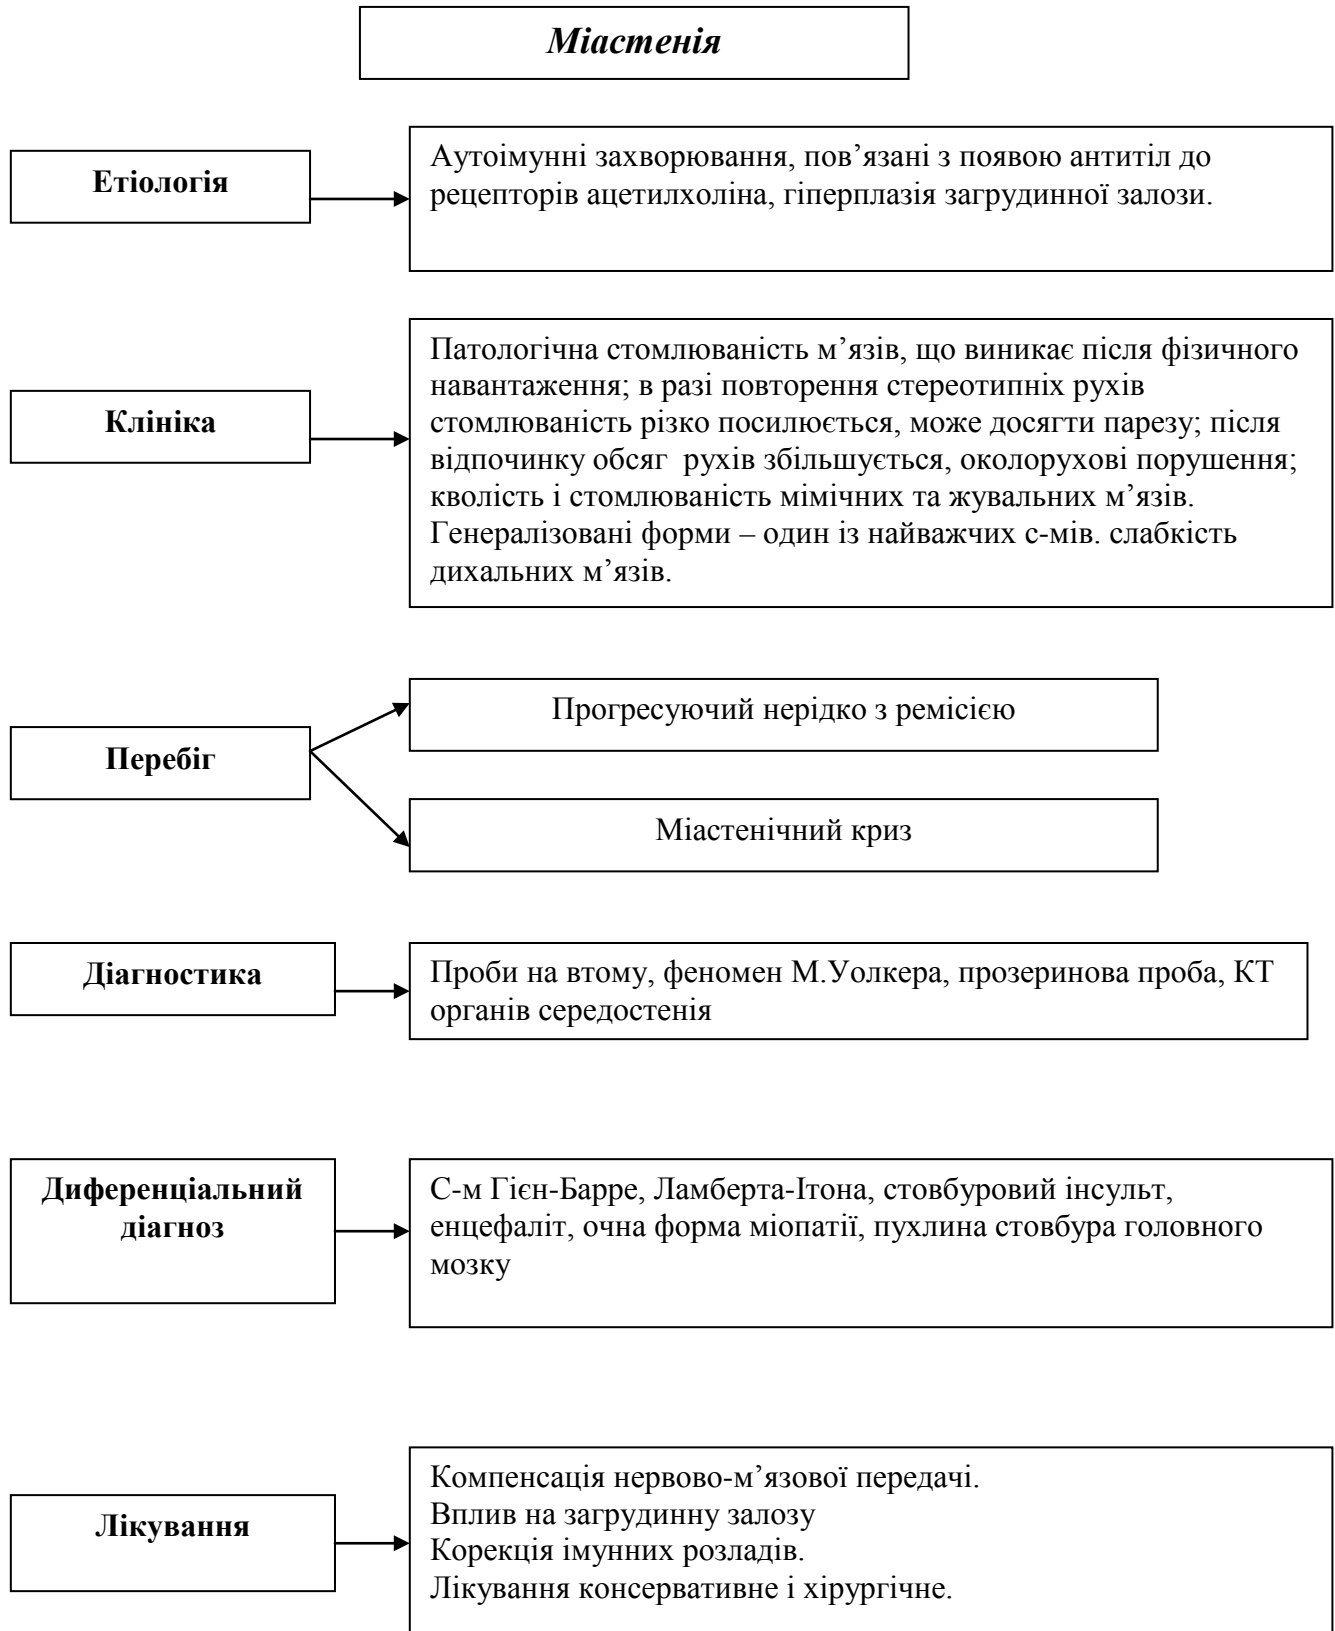 Міастенія
Етіологія
Аутоімунні захворювання, пов’язані з появою антитіл до
рецепторів ацетилхоліна, гіперплазія загрудинної залози.
Клініка
Патологічна стомлюваність м’язів, що виникає після фізичного
навантаження; в разі повторення стереотипніх рухів
стомлюваність різко посилюється, може досягти парезу; після
відпочинку обсяг рухів збільшується, околорухові порушення;
кволість і стомлюваність мімічних та жувальних м’язів.
Генералізовані форми – один із найважчих с-мів. слабкість
дихальних м’язів.
Перебіг
Прогресуючий нерідко з ремісією
Міастенічний криз
Діагностика
Проби на втому, феномен М.Уолкера, прозеринова проба, КТ
органів середостенія
Диференціальний
діагноз
С-м Гієн-Барре, Ламберта-Ітона, стовбуровий інсульт,
енцефаліт, очна форма міопатії, пухлина стовбура головного
мозку
Лікування
Компенсація нервово-м’язової передачі.
Вплив на загрудинну залозу
Корекція імунних розладів.
Лікування консервативне і хірургічне.